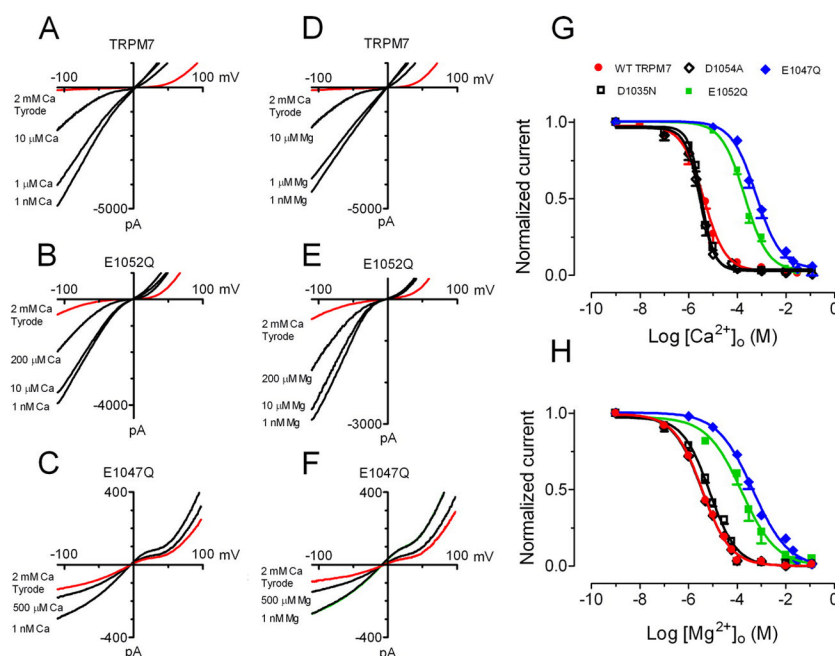 A
TRPM7
-100
100 mV
2 mM Ca
Tyrode
10 µM Ca
1 µM Ca
1 nM Ca
-5000
pA
B
E1052Q
-100
100 mV
2 mM Ca
Tyrode
200 µM Ca
10 µM Ca
1 nM Ca
-4000
pA
C
E1047Q
400
-100
100 mV
2 mM Ca
Tyrode
500 µM Ca
1 nM Ca
-400
D
TRPM7
-100
100 mV
2 mM Ca
Tyrode
10 µM Mg
1 µM Mg
1 nM Mg
-5000
pA
E
E1052Q
-100
100 mV
2 mM Ca
Tyrode
200 µM Mg
10 µM Mg
1 nM Mg
-3000
pA
F
E1047Q
400
-100
100 mV
2 mM Ca
Tyrode
500 µM Mg
1 nM Mg
-400
G
WT TRPM7 D1054A E1047Q
D1035N E1052Q
Normalized current
1.0
0.5
0.0
-10 -8 -6 -4 -2 0
Log [Ca2+]o (M)
H
Normalized current
1.0
0.5
0.0
-10 -8 -6 -4 -2 0
Log [Mg2+]o (M)